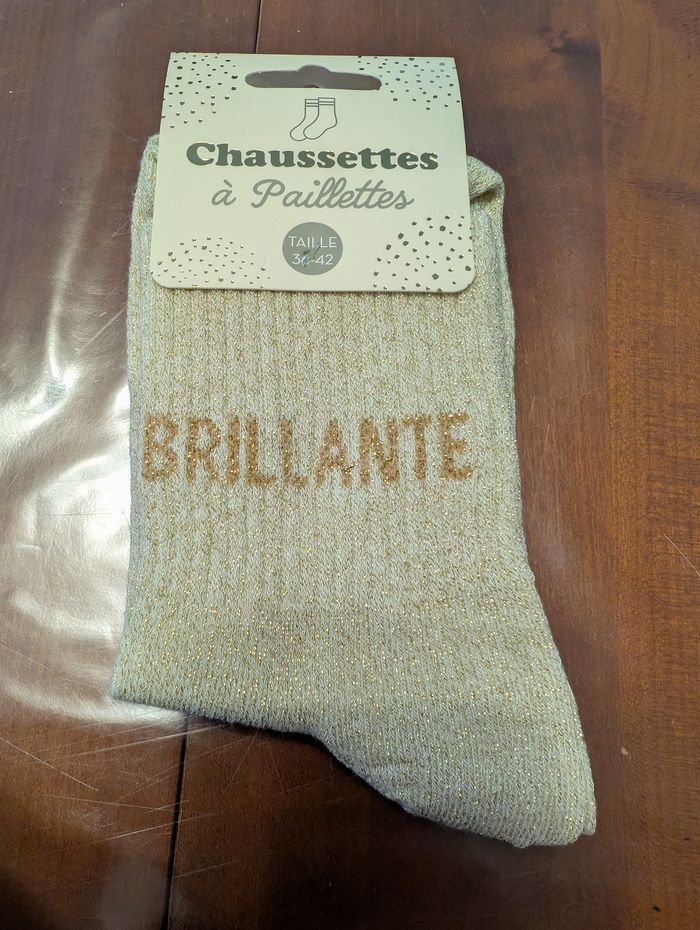 Chaussettes
à Paillettes
TAILLE
36-42
BRILLANTE